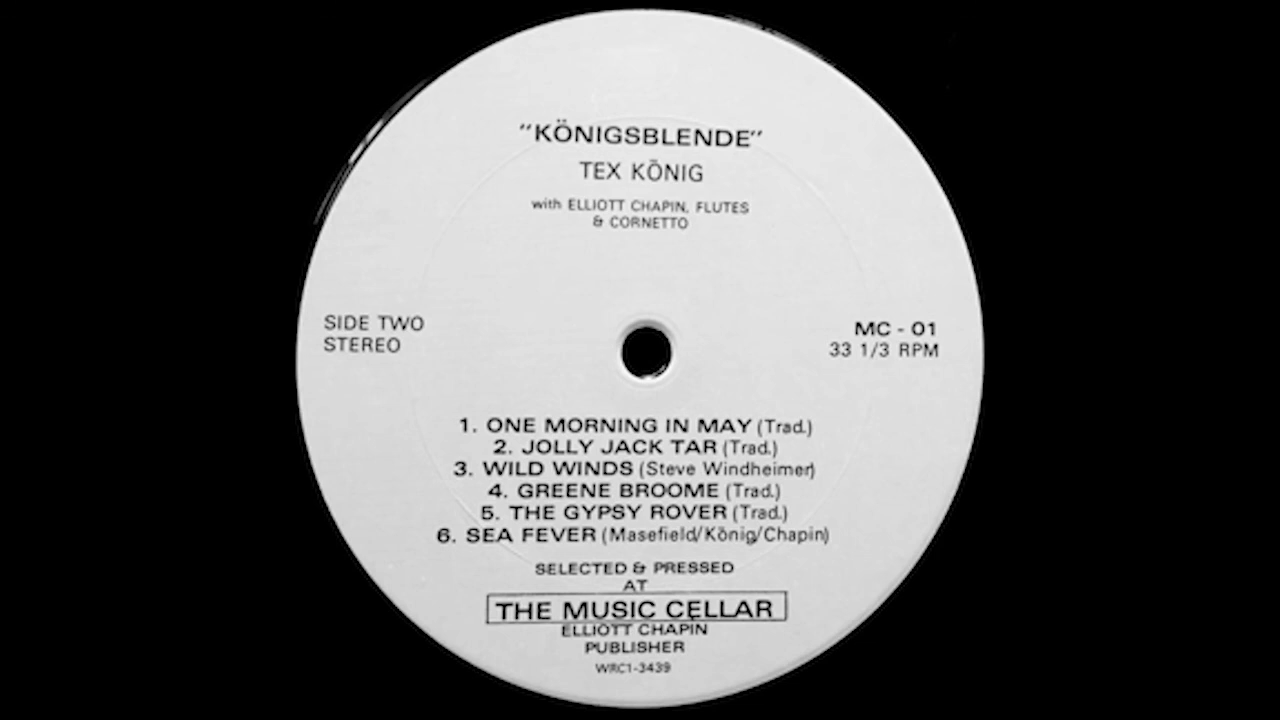 "KÖNIGSBLENDE"
TEX KÖNIG
with ELLIOTT CHAPIN, FLUTES
& CORNETTO
SIDE TWO
STEREO
MC - 01
33 1/3 RPM
1. ONE MORNING IN MAY (Trad.)
2. JOLLY JACK TAR (Trad.)
3. WILD WINDS (Steve Windheimer)
4. GREENE BROOME (Trad.)
5. THE GYPSY ROVER (Trad.)
6. SEA FEVER (Masefield/König/Chapin)
SELECTED & PRESSED
AT
THE MUSIC CELLAR
ELLIOTT CHAPIN
PUBLISHER
WRC1-3439